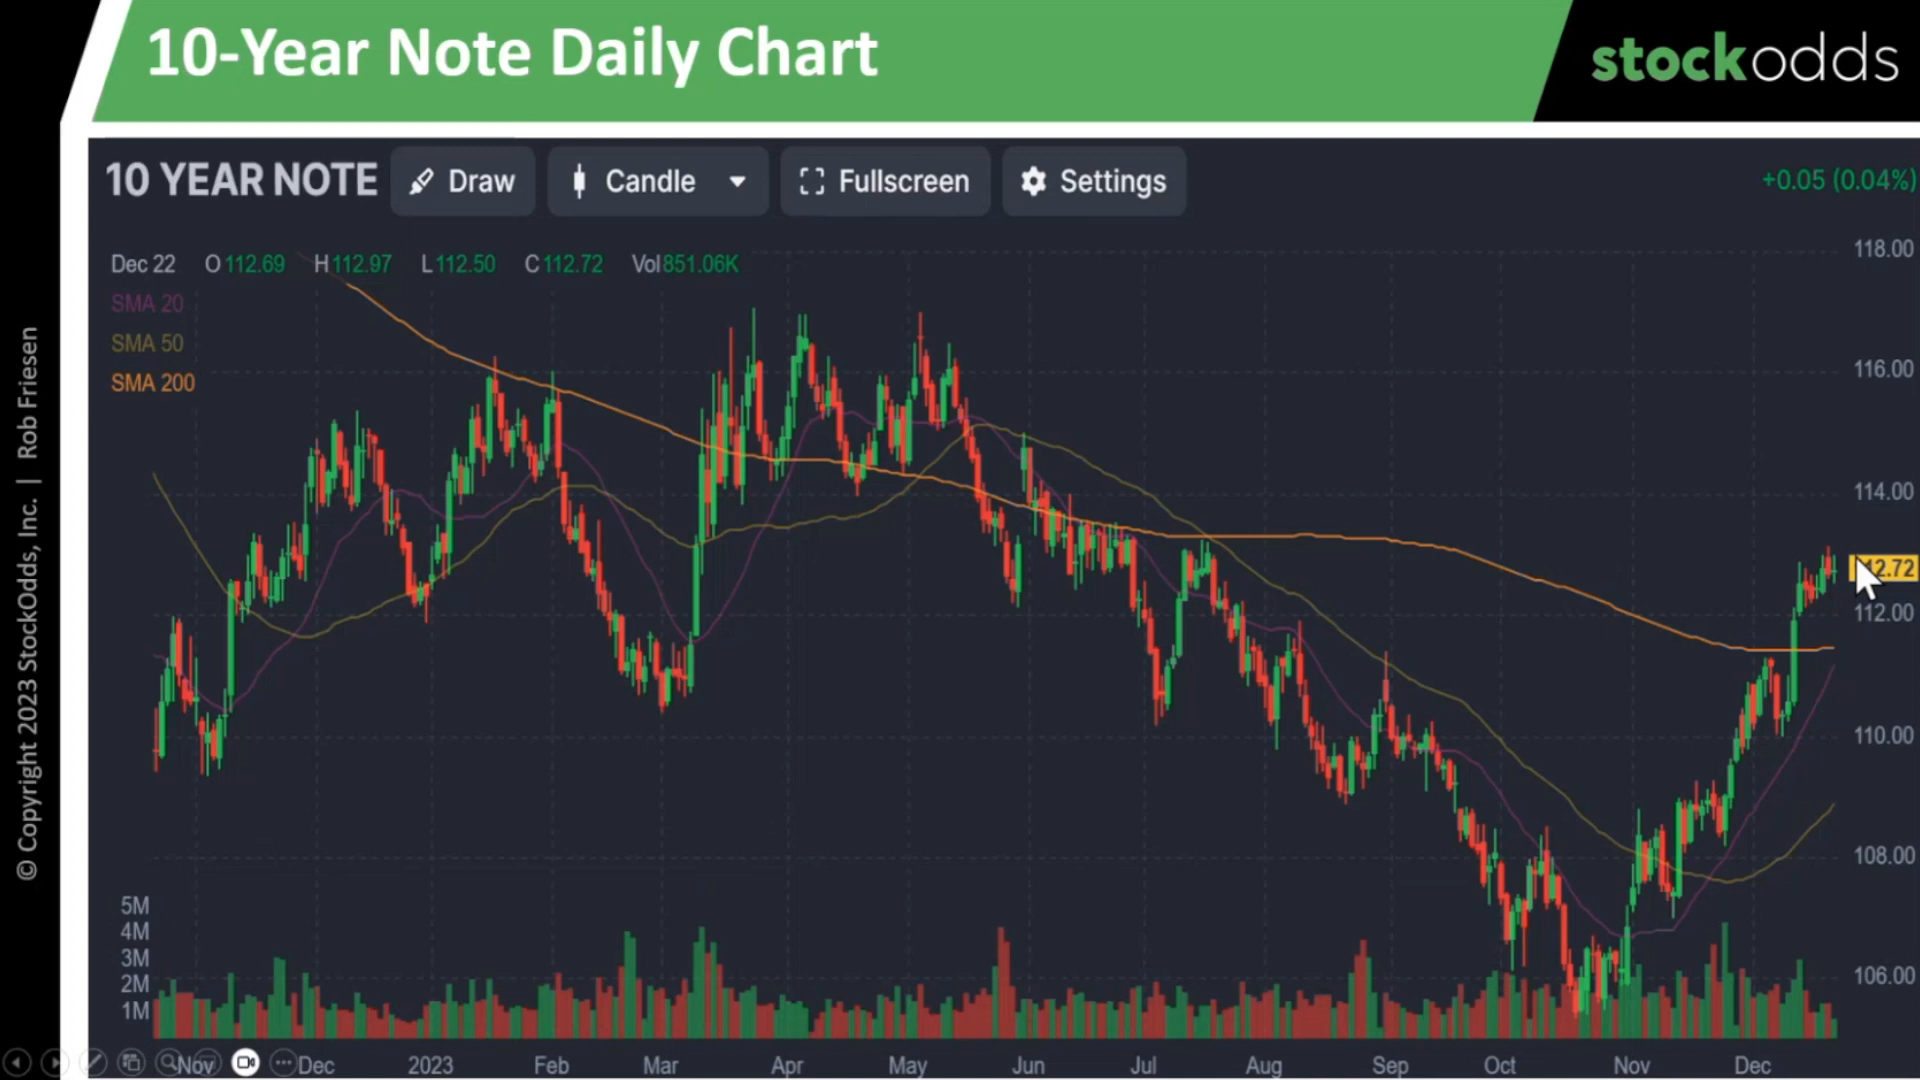 10-Year Note Daily Chart
stockodds
10 YEAR NOTE
Draw
Candle
Fullscreen
Settings
+0.05 (0.04%)
Dec 22 O 112.69 H 112.97 L 112.50 C 112.72 Vol 851.06K
SMA 20
SMA 50
SMA 200
118.00
116.00
114.00
112.00
110.00
108.00
106.00
5M
4M
3M
2M
1M
Nov Dec 2023 Feb Mar Apr May Jun Jul Aug Sep Oct Nov Dec
© Copyright 2023 StockOdds, Inc. | Rob Friesen